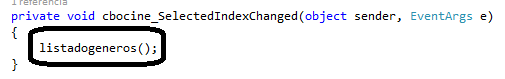 1 referencia
private void cbocine_SelectedIndexChanged(object sender, EventArgs e)
{
listadogeneros();
}